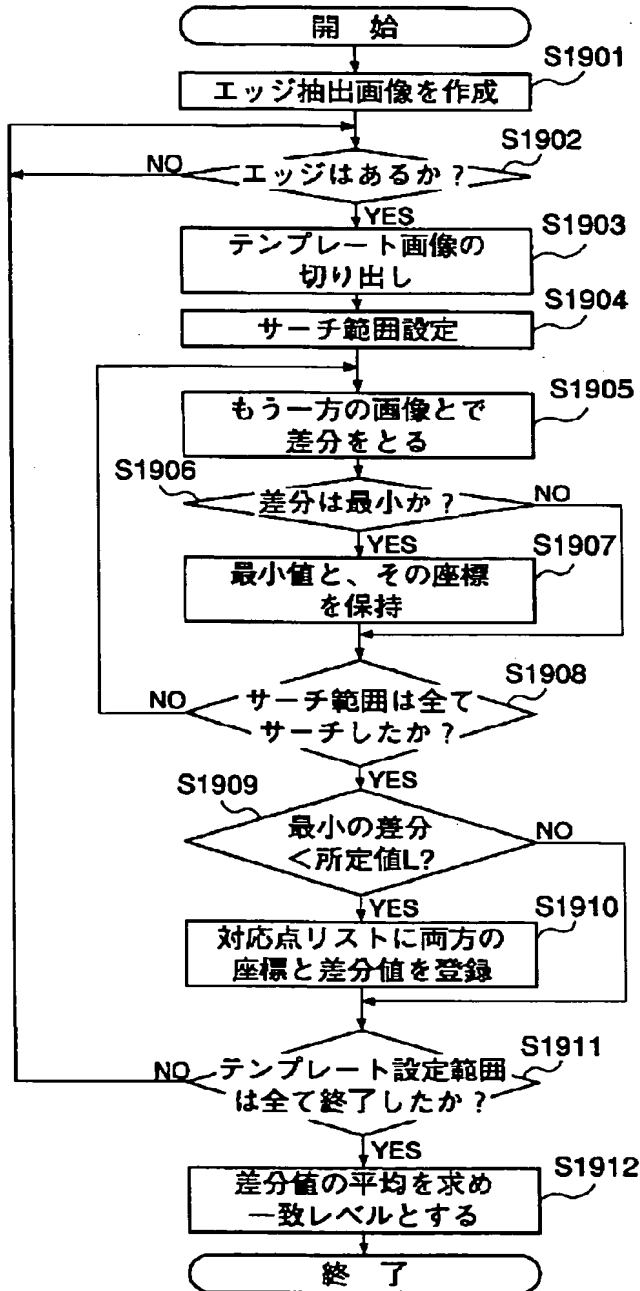 開 始
S1901
エッジ抽出画像を作成
S1902
NO
エッジはあるか?
YES
S1903
テンプレート画像の
切り出し
S1904
サーチ範囲設定
S1905
もう一方の画像とで
差分をとる
S1906
差分は最小か?
NO
YES
S1907
最小値と、その座標
を保持
S1908
NO
サーチ範囲は全て
サーチしたか?
YES
S1909
最小の差分
<所定値L?
NO
YES
S1910
対応点リストに両方の
座標と差分値を登録
S1911
NO
テンプレート設定範囲
は全て終了したか?
YES
S1912
差分値の平均を求め
一致レベルとする
終 了